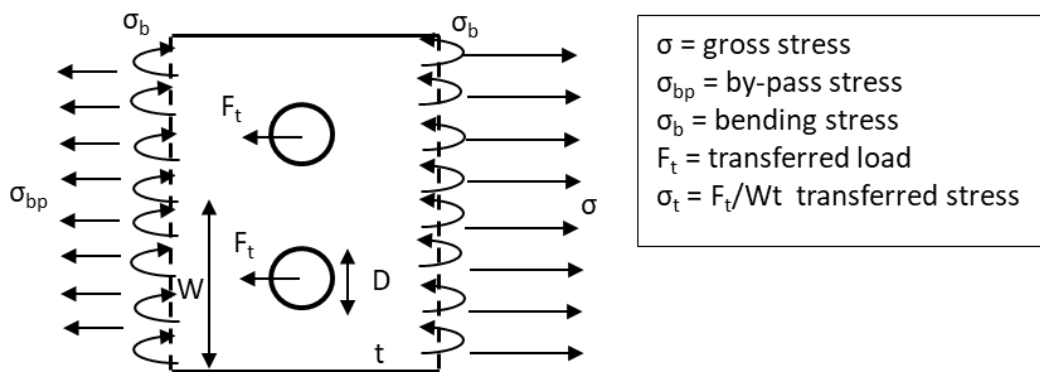 σb
σb
Ft
σbp
σ
Ft
W
D
t
σ = gross stress
σbp = by-pass stress
σb = bending stress
Ft = transferred load
σt = Ft/Wt transferred stress